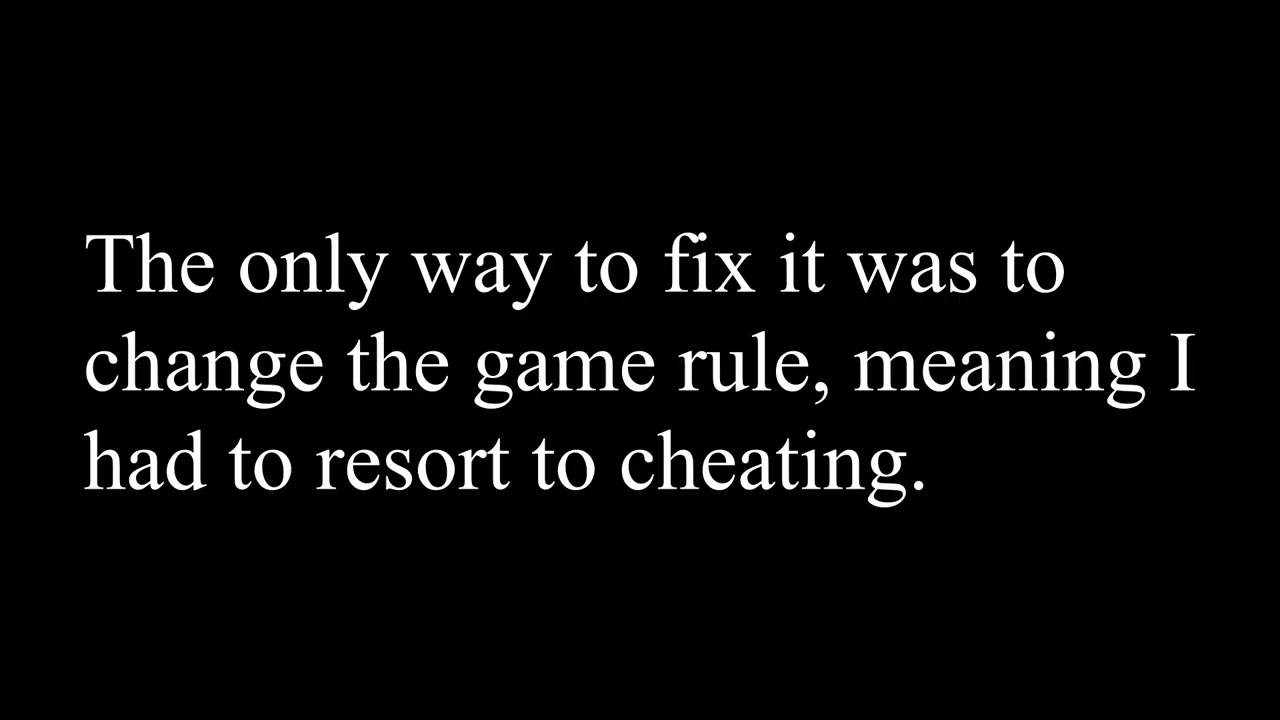 The only way to fix it was to
change the game rule, meaning I
had to resort to cheating.